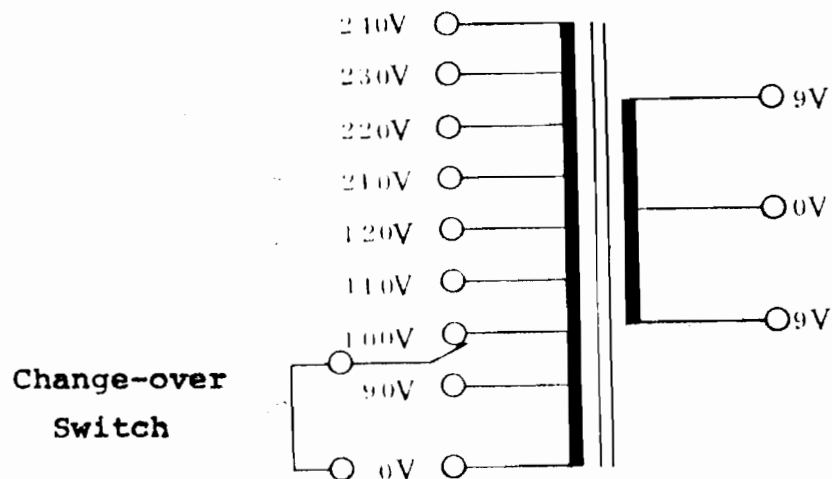 240V
230V
9V
220V
210V
0V
120V
110V
9V
100V
Change-over
Switch
90V
0V